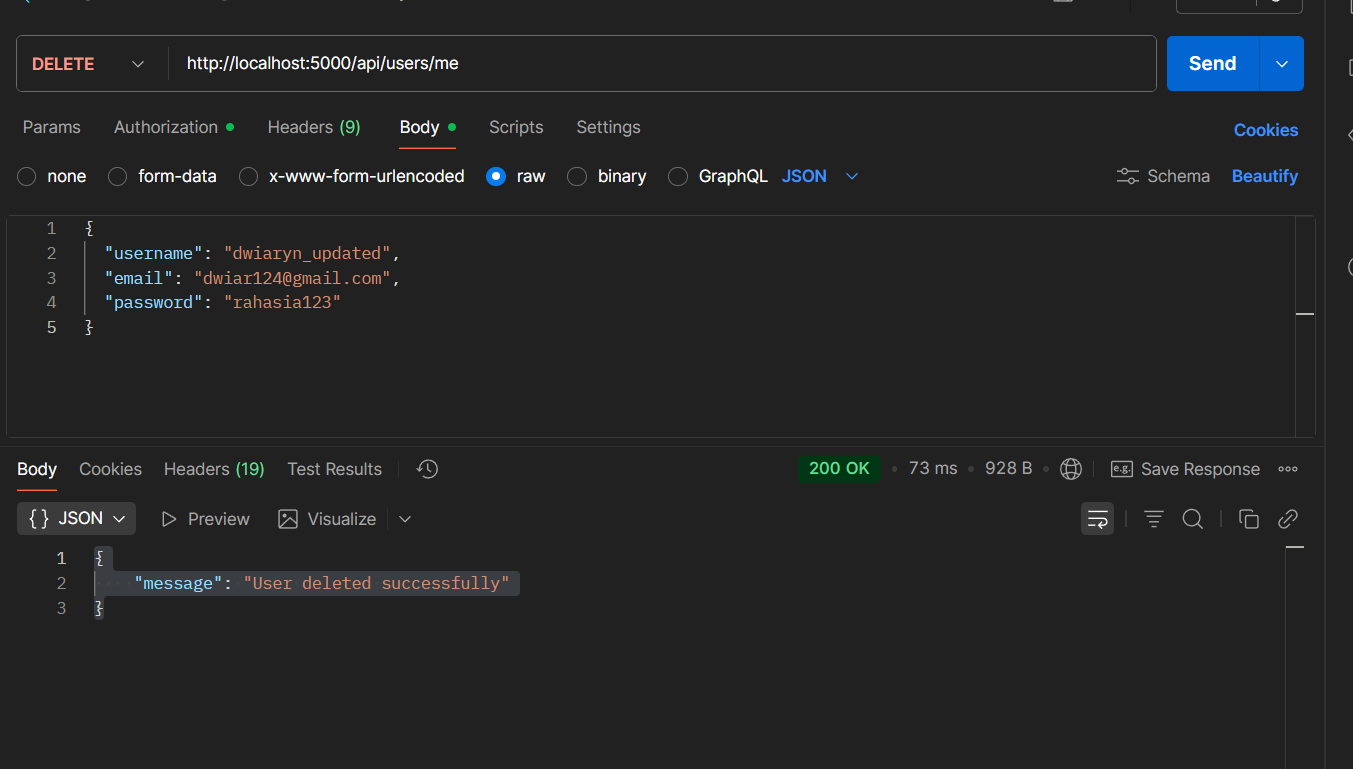 DELETE http://localhost:5000/api/users/me Send
Params Authorization Headers (9) Body Scripts Settings Cookies
none form-data x-www-form-urlencoded raw binary GraphQL JSON Schema Beautify
1 {
2 "username": "dwiaryn_updated",
3 "email": "dwiar124@gmail.com",
4 "password": "rahasia123"
5 }
Body Cookies Headers (19) Test Results 200 OK • 73 ms • 928 B • e.g. Save Response
{} JSON Preview Visualize
1 {
2 "message": "User deleted successfully"
3 }